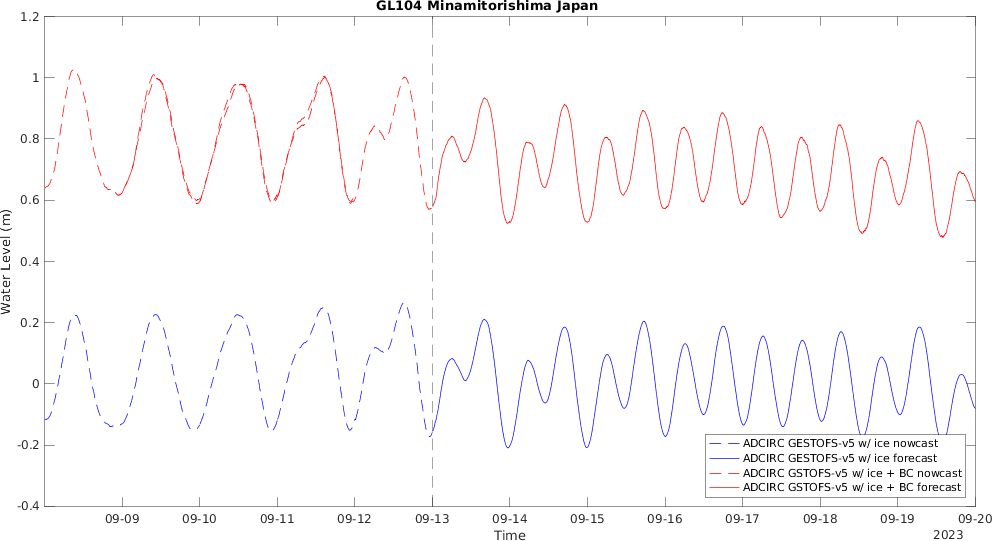 GL104 Minamitorishima Japan
1.2
1
0.8
0.6
0.4
0.2
0
-0.2
-0.4
Water Level (m)
ADCIRC GESTOFS-v5 w/ ice nowcast
ADCIRC GESTOFS-v5 w/ ice forecast
ADCIRC GSTOFS-v5 w/ ice + BC nowcast
ADCIRC GSTOFS-v5 w/ ice + BC forecast
09-09 09-10 09-11 09-12 09-13 09-14 09-15 09-16 09-17 09-18 09-19 09-20
Time
2023